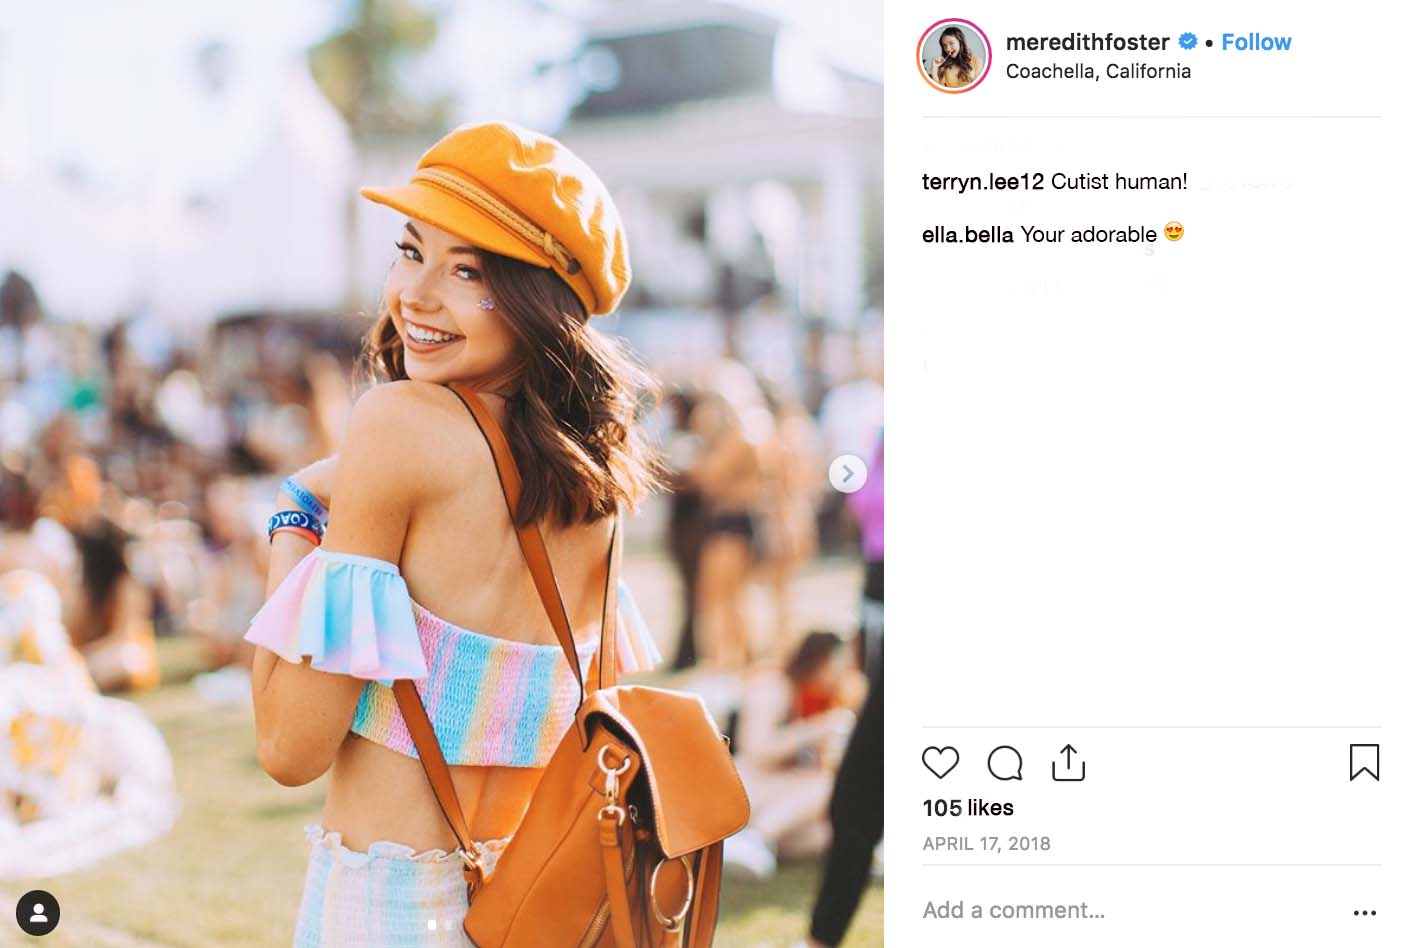 meredithfoster • Follow
Coachella, California
terryn.lee12 Cutist human!
ella.bella Your adorable 😍
COAC
105 likes
APRIL 17, 2018
Add a comment...